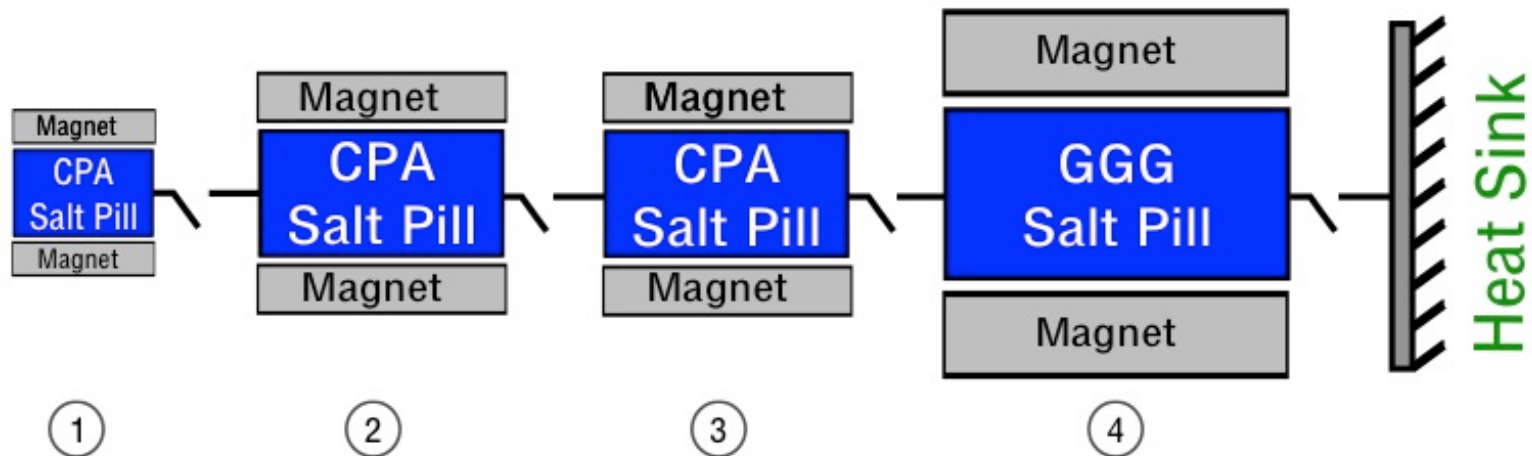 Magnet
CPA
Salt Pill
Magnet
1
Magnet
CPA
Salt Pill
Magnet
2
Magnet
CPA
Salt Pill
Magnet
3
Magnet
GGG
Salt Pill
Magnet
4
Heat Sink